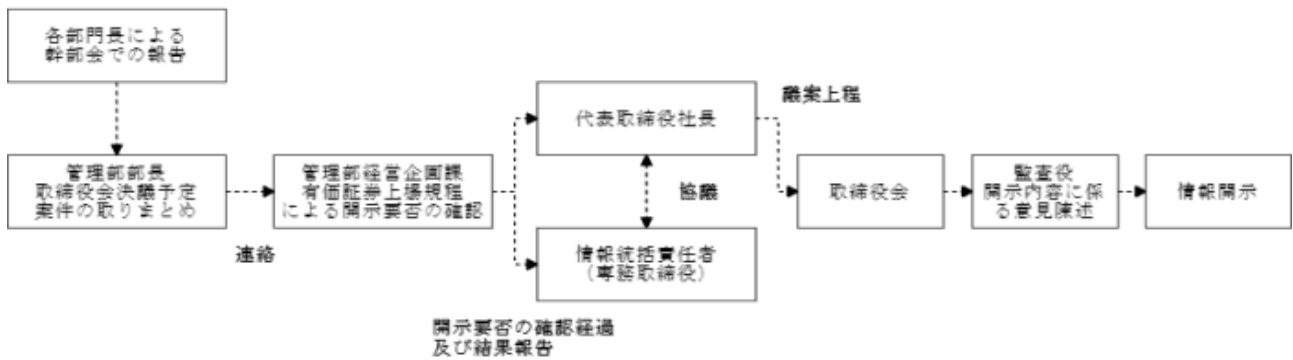 各部門長による
幹部会での報告
管理部部長
取締役会決議予定
案件の取りまとめ
連絡
管理部経営企画課
有価証券上場規程
による開示要否の確認
代表取締役社長
協議
情報統括責任者
(専務取締役)
開示要否の確認経過
及び結果報告
議案上程
取締役会
監査役
開示内容に係
る意見陳述
情報開示